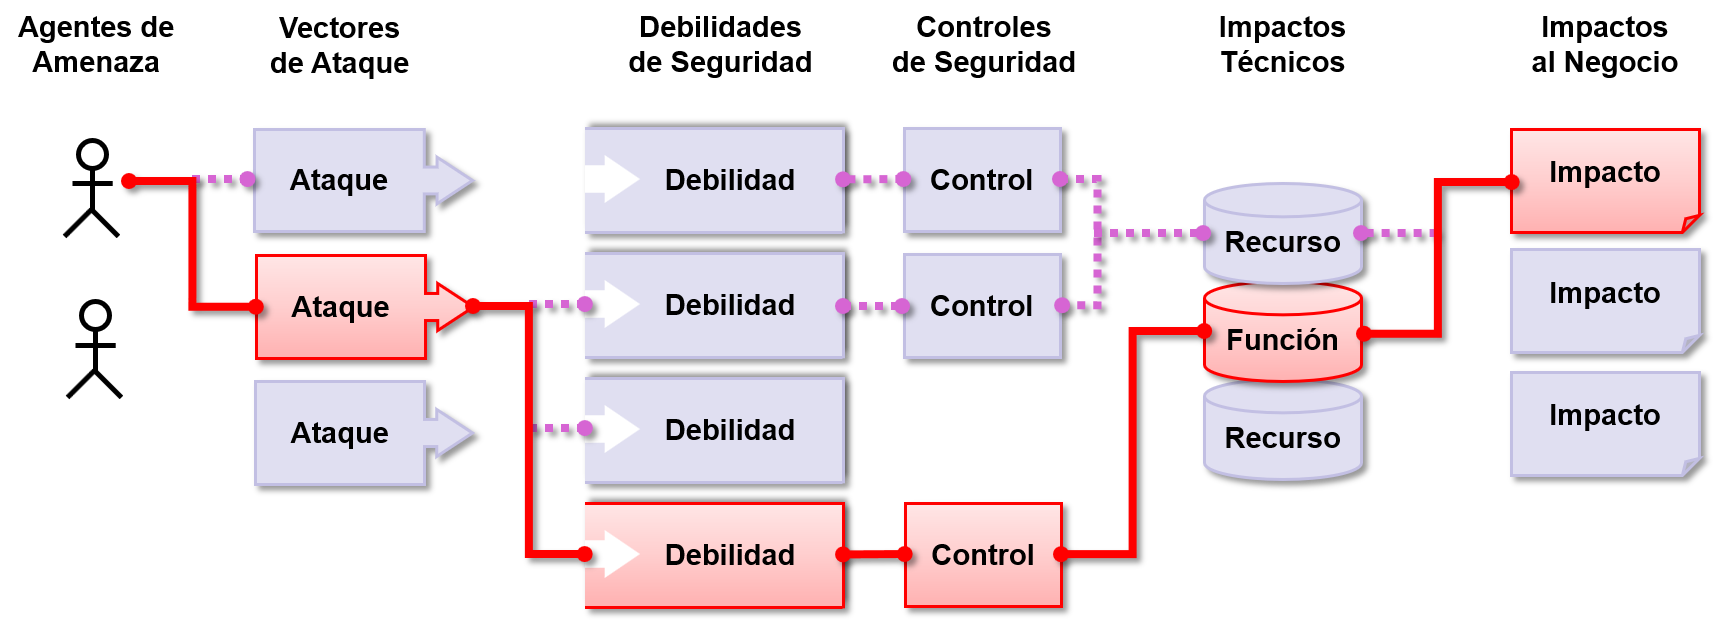 Agentes de
Amenaza
Vectores
de Ataque
Debilidades
de Seguridad
Controles
de Seguridad
Impactos
Técnicos
Impactos
al Negocio
Ataque
Ataque
Ataque
Debilidad
Debilidad
Debilidad
Debilidad
Control
Control
Control
Recurso
Función
Recurso
Impacto
Impacto
Impacto